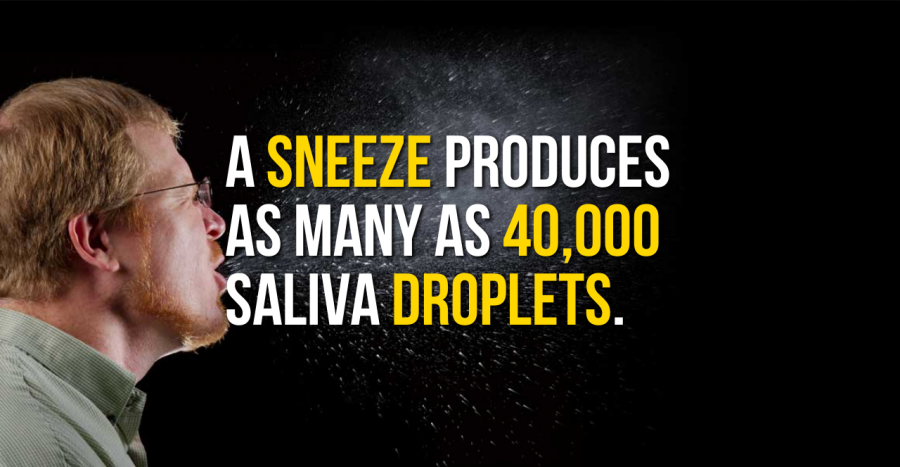 A SNEEZE PRODUCES
AS MANY AS 40,000
SALIVA DROPLETS.